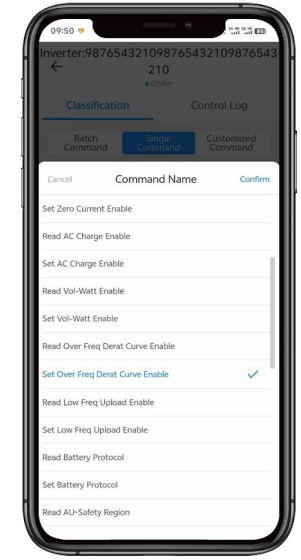 09:50
Inverter:98765432109876543210987654 3
210
Online
Classification
Control Log
Batch
Command
Single
Command
Customized
Command
Cancel
Command Name
Confirm
Set Zero Current Enable
Read AC Charge Enable
Set AC Charge Enable
Read Vol-Watt Enable
Set Vol-Watt Enable
Read Over Freq Derat Curve Enable
Set Over Freq Derat Curve Enable
Read Low Freq Upload Enable
Set Low Freq Upload Enable
Read Battery Protocol
Set Battery Protocol
Read AU-Safety Region